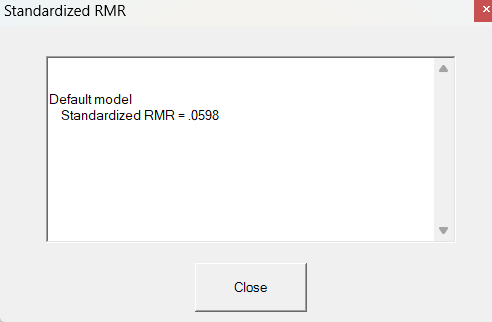 Standardized RMR
Default model
Standardized RMR = .0598
Close